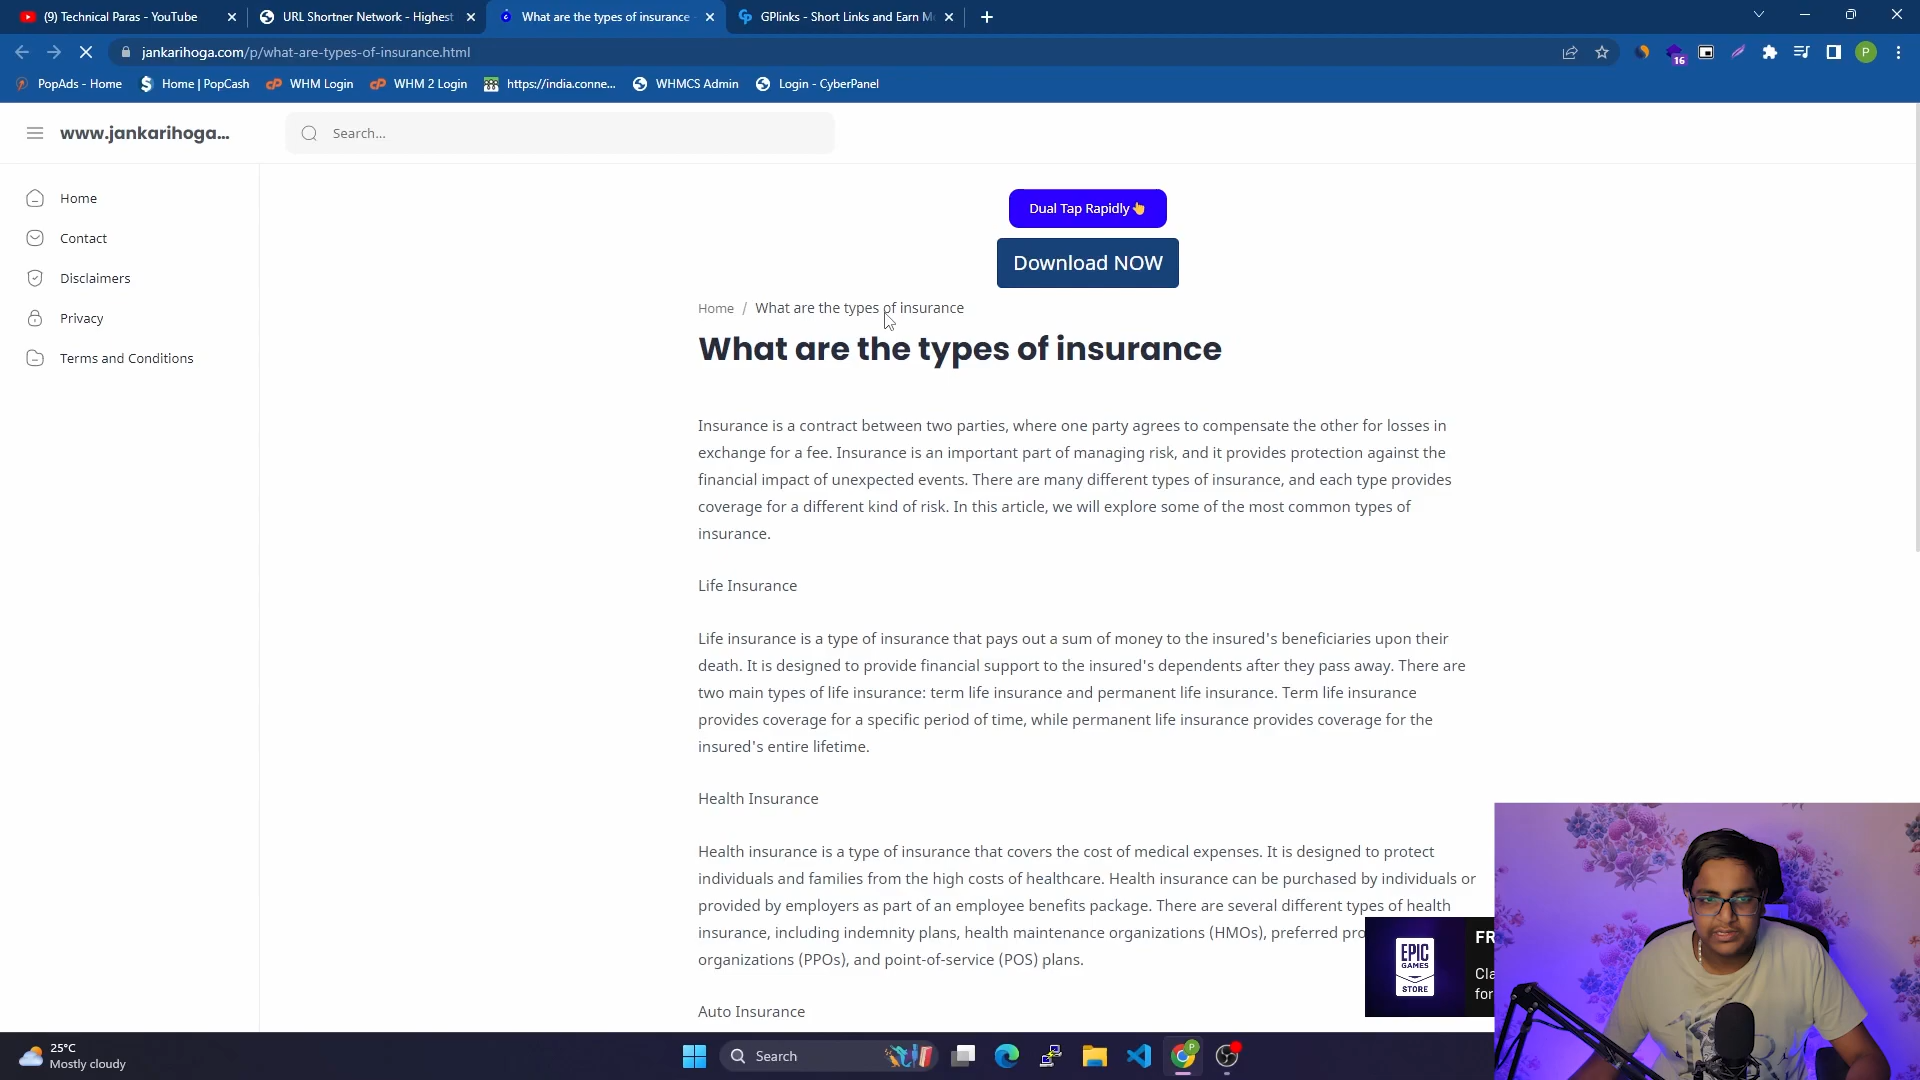 (9) Technical Paras - YouTube
URL Shortner Network - Highest
What are the types of insurance
GPlinks - Short Links and Earn M
jankarihoga.com/p/what-are-types-of-insurance.html
16
P
PopAds - Home
Home | PopCash
WHM Login
WHM 2 Login
https://india.conne...
WHMCS Admin
Login - CyberPanel
www.jankarihoga...
Search...
Home
Contact
Disclaimers
Privacy
Terms and Conditions
Dual Tap Rapidly👆
Download NOW
Home / What are the types of insurance
What are the types of insurance
Insurance is a contract between two parties, where one party agrees to compensate the other for losses in
exchange for a fee. Insurance is an important part of managing risk, and it provides protection against the
financial impact of unexpected events. There are many different types of insurance, and each type provides
coverage for a different kind of risk. In this article, we will explore some of the most common types of
insurance.
Life Insurance
Life insurance is a type of insurance that pays out a sum of money to the insured's beneficiaries upon their
death. It is designed to provide financial support to the insured's dependents after they pass away. There are
two main types of life insurance: term life insurance and permanent life insurance. Term life insurance
provides coverage for a specific period of time, while permanent life insurance provides coverage for the
insured's entire lifetime.
Health Insurance
Health insurance is a type of insurance that covers the cost of medical expenses. It is designed to protect
individuals and families from the high costs of healthcare. Health insurance can be purchased by individuals or
provided by employers as part of an employee benefits package. There are several different types of health
insurance, including indemnity plans, health maintenance organizations (HMOs), preferred pro
organizations (PPOs), and point-of-service (POS) plans.
Auto Insurance
EPIC
GAMES
STORE
FR
Cla
for
25°C
Mostly cloudy
Search
P